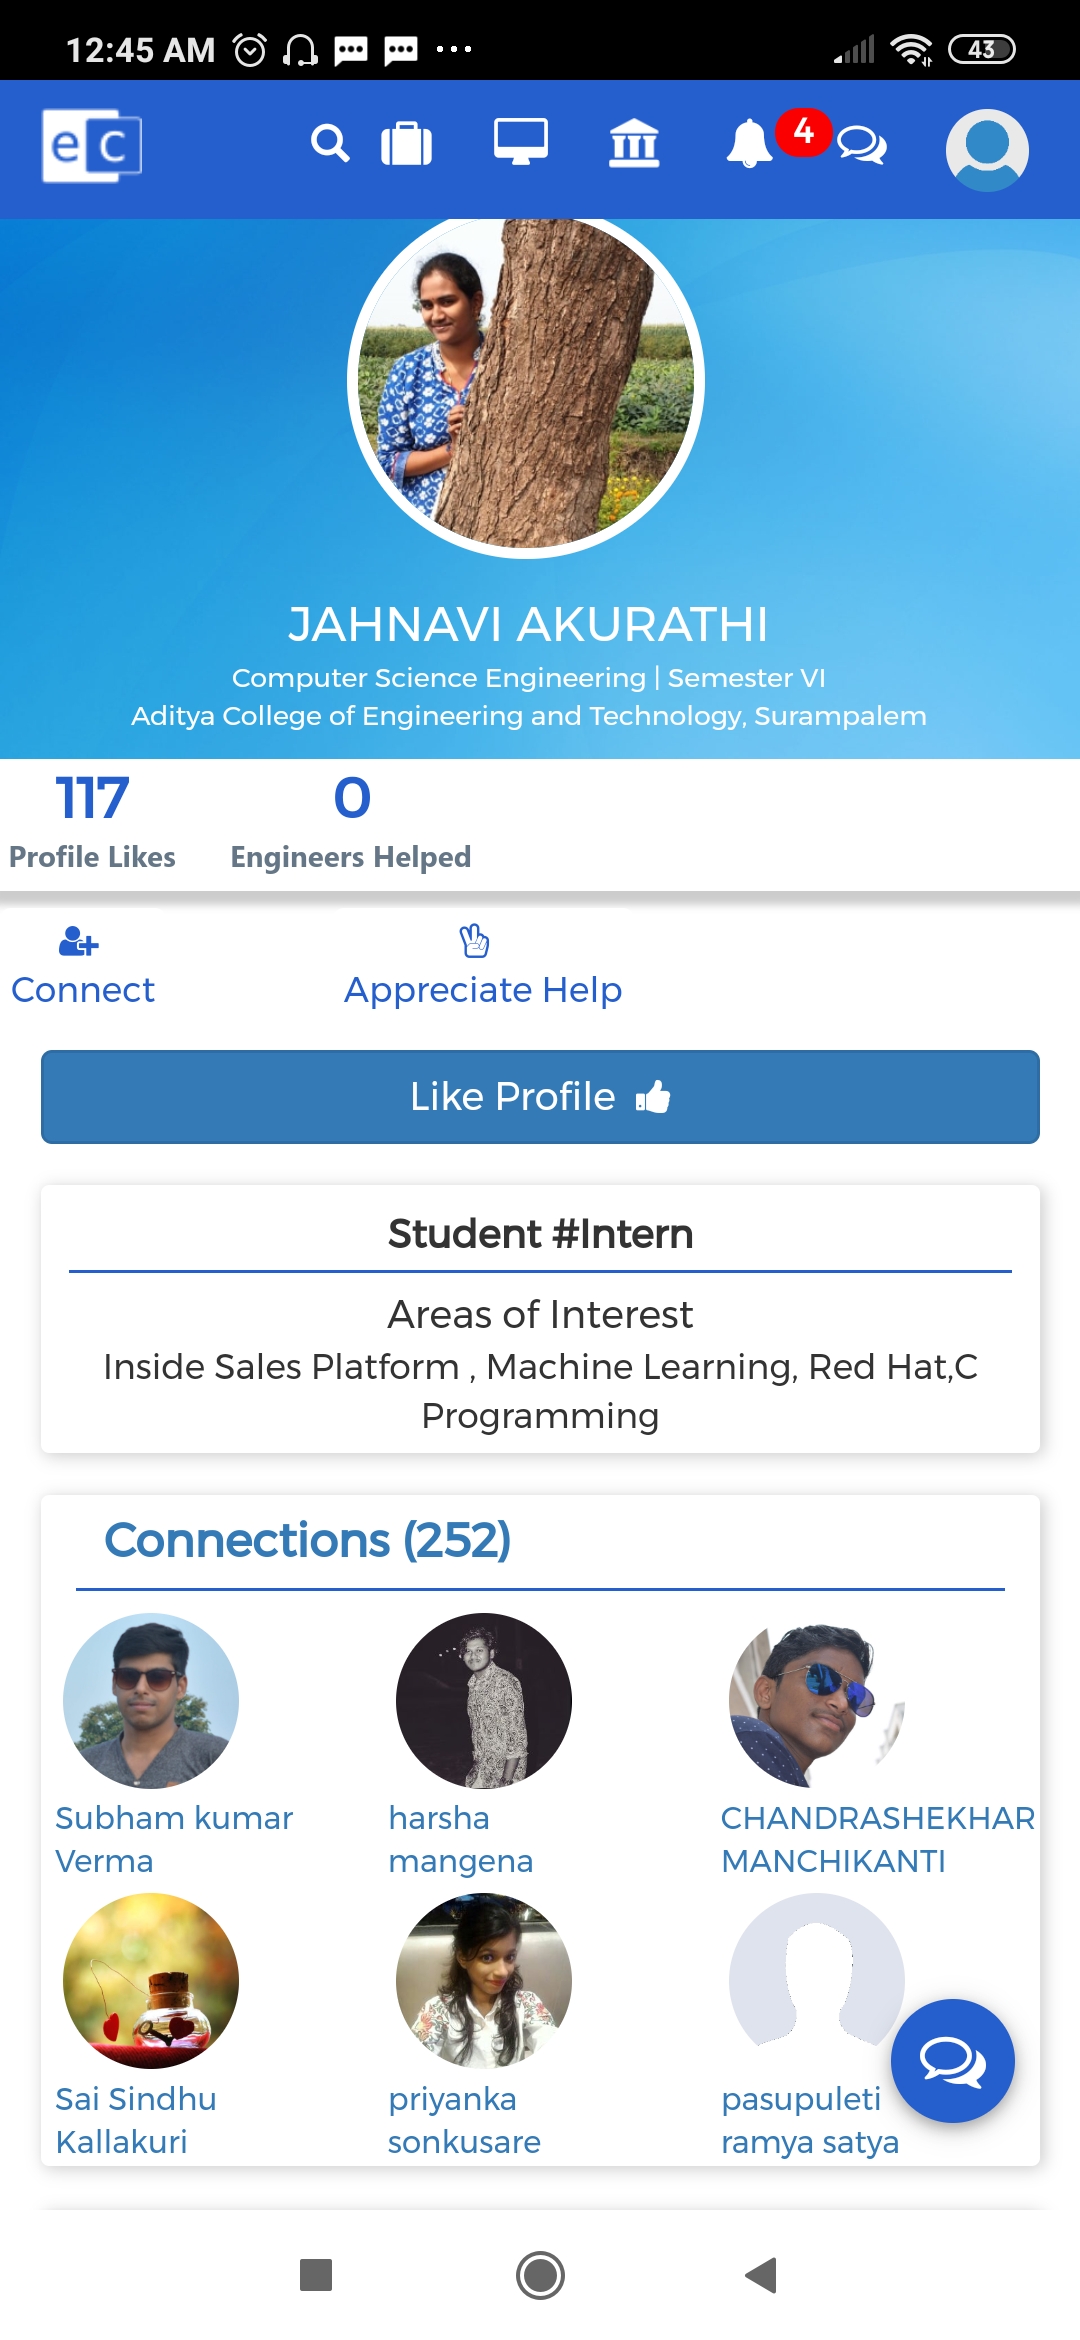 12:45 AM
43
e c
4
JAHNAVI AKURATHI
Computer Science Engineering | Semester VI
Aditya College of Engineering and Technology, Surampalem
117
0
Profile Likes
Engineers Helped
Connect
Appreciate Help
Like Profile
Student #Intern
Areas of Interest
Inside Sales Platform , Machine Learning, Red Hat,C
Programming
Connections (252)
Subham kumar
Verma
harsha
mangena
CHANDRASHEKHAR
MANCHIKANTI
Sai Sindhu
Kallakuri
priyanka
sonkusare
pasupuleti
ramya satya